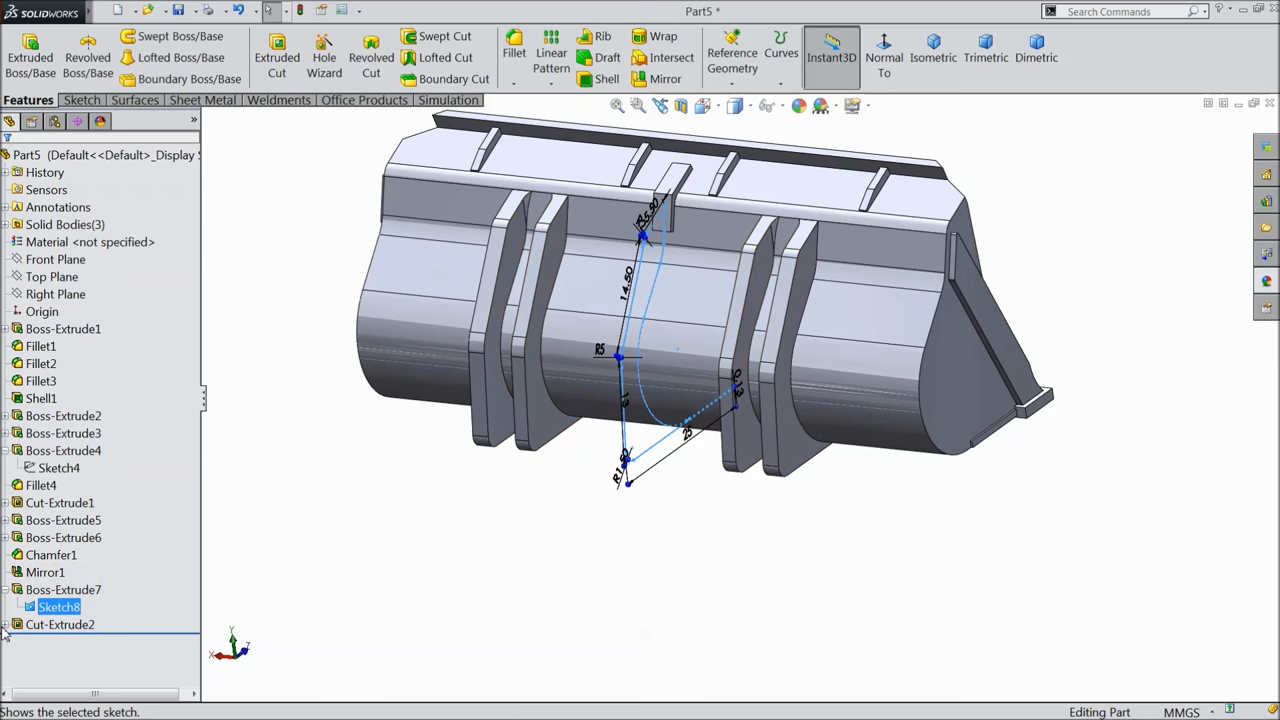 SOLIDWORKS
Part5 *
Search Commands
Extruded Boss/Base
Revolved Boss/Base
Swept Boss/Base
Lofted Boss/Base
Boundary Boss/Base
Extruded Cut
Hole Wizard
Revolved Cut
Swept Cut
Lofted Cut
Boundary Cut
Fillet
Linear Pattern
Rib
Draft
Shell
Wrap
Intersect
Mirror
Reference Geometry
Curves
Instant3D
Normal To
Isometric
Trimetric
Dimetric
Features
Sketch
Surfaces
Sheet Metal
Weldments
Office Products
Simulation
Part5 (Default<<Default>_Display
History
Sensors
Annotations
Solid Bodies(3)
Material <not specified>
Front Plane
Top Plane
Right Plane
Origin
Boss-Extrude1
Fillet1
Fillet2
Fillet3
Shell1
Boss-Extrude2
Boss-Extrude3
Boss-Extrude4
Sketch4
Fillet4
Cut-Extrude1
Boss-Extrude5
Boss-Extrude6
Chamfer1
Mirror1
Boss-Extrude7
Sketch8
Cut-Extrude2
14.50
R5
13
25
Y
X
Z
Shows the selected sketch.
Editing Part
MMGS